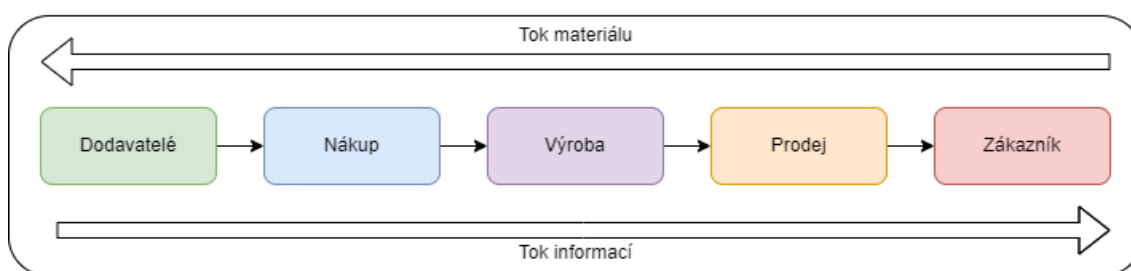 Tok materiálu
Dodavatelé
Nákup
Výroba
Prodej
Zákazník
Tok informací